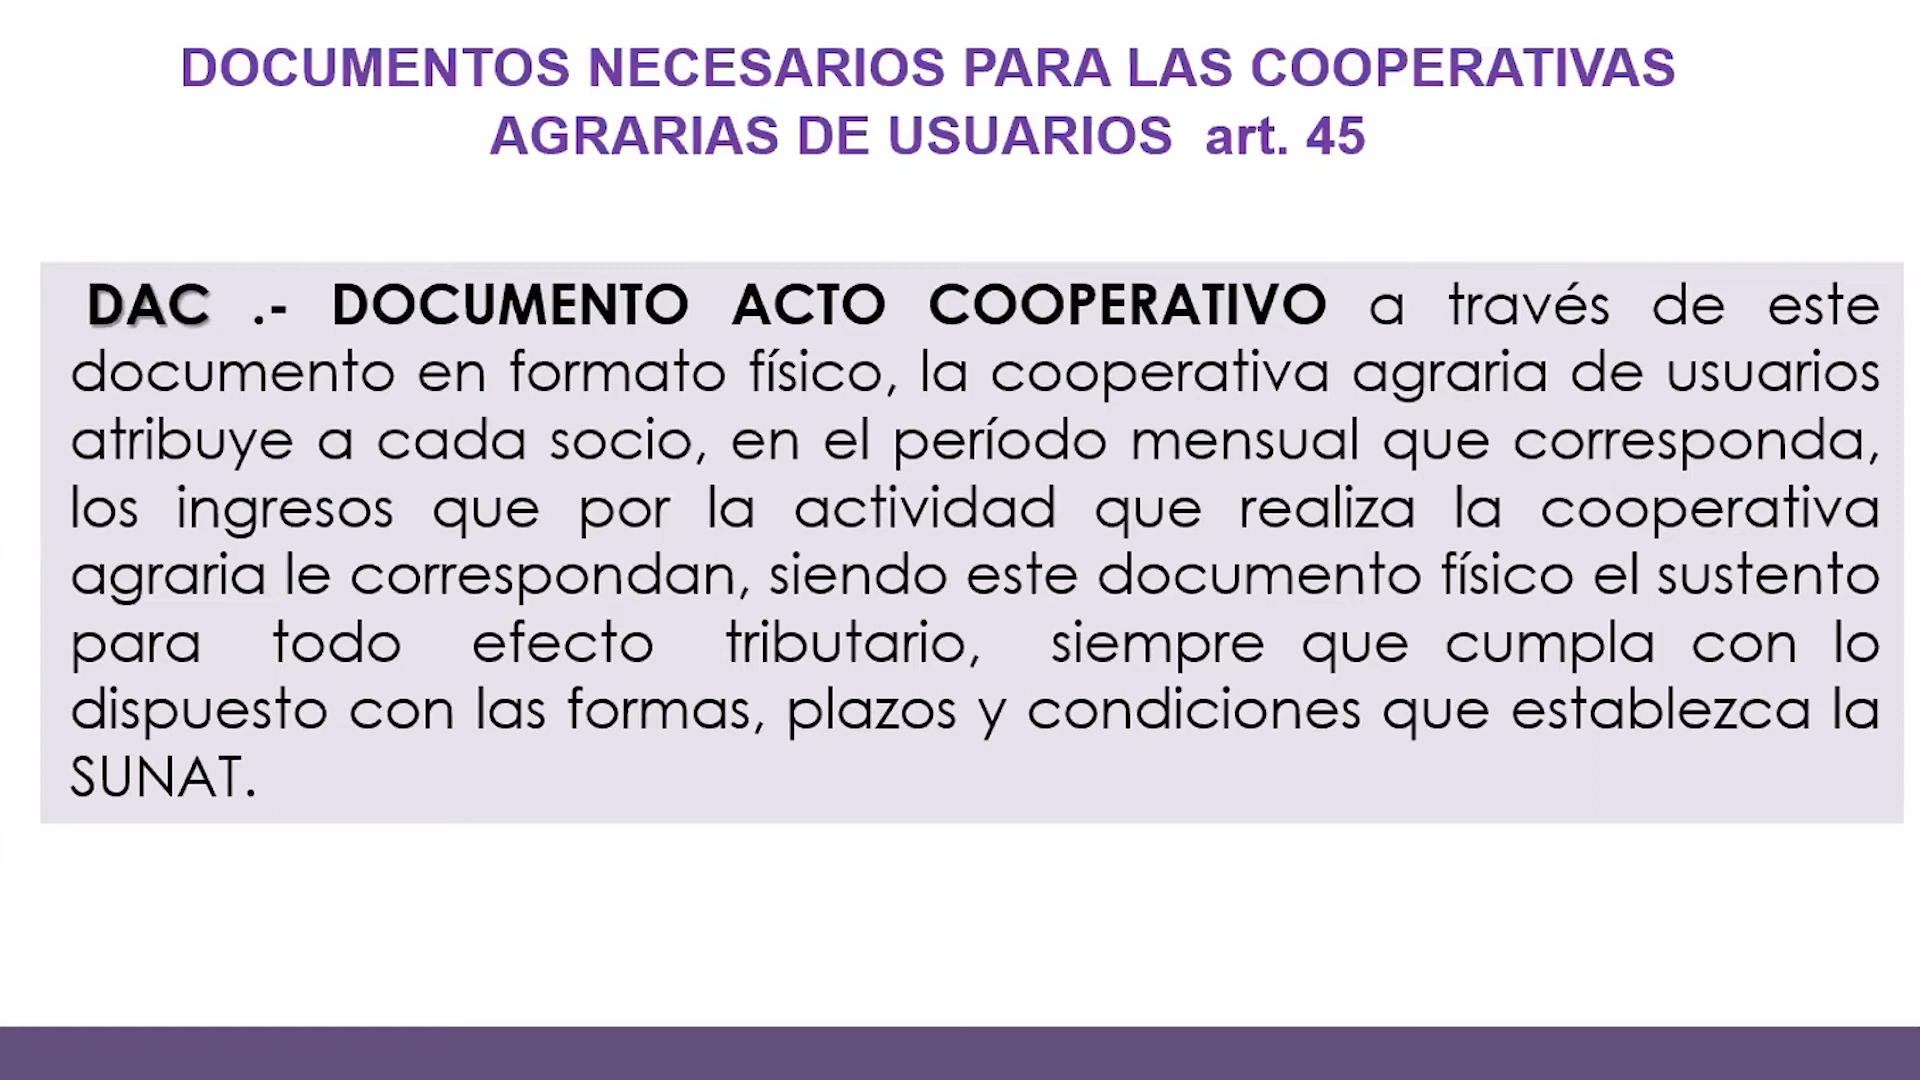 DOCUMENTOS NECESARIOS PARA LAS COOPERATIVAS
AGRARIAS DE USUARIOS art. 45
DAC .- DOCUMENTO ACTO COOPERATIVO a través de este
documento en formato físico, la cooperativa agraria de usuarios
atribuye a cada socio, en el período mensual que corresponda,
los ingresos que por la actividad que realiza la cooperativa
agraria le correspondan, siendo este documento físico el sustento
para todo efecto tributario, siempre que cumpla con lo
dispuesto con las formas, plazos y condiciones que establezca la
SUNAT.